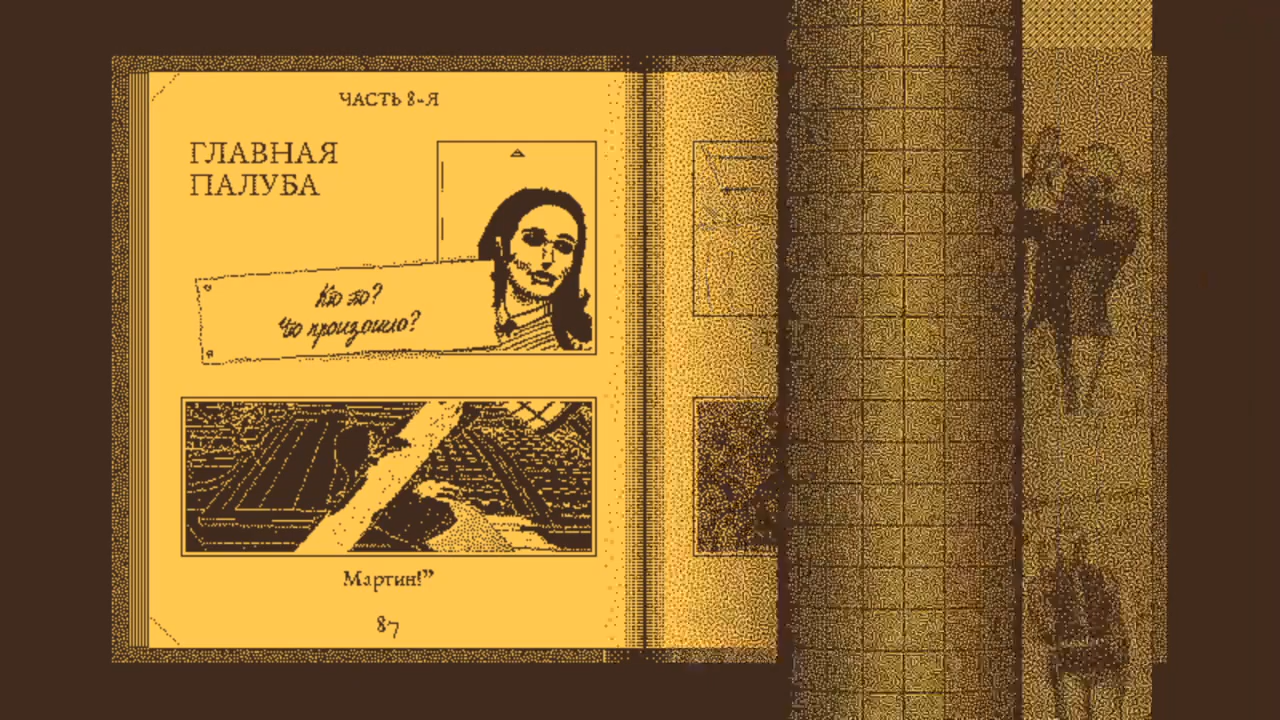 ЧАСТЬ 8-Я
ГЛАВНАЯ
ПАЛУБА
Кто это?
Что произошло?
Мартин!”
87